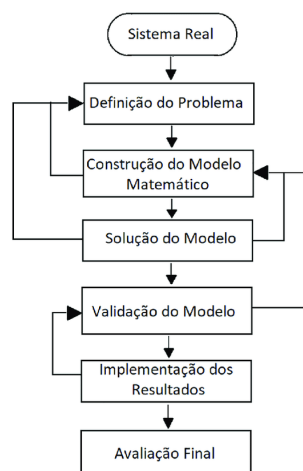 Sistema Real
Definição do Problema
Construção do Modelo
Matemático
Solução do Modelo
Validação do Modelo
Implementação dos
Resultados
Avaliação Final